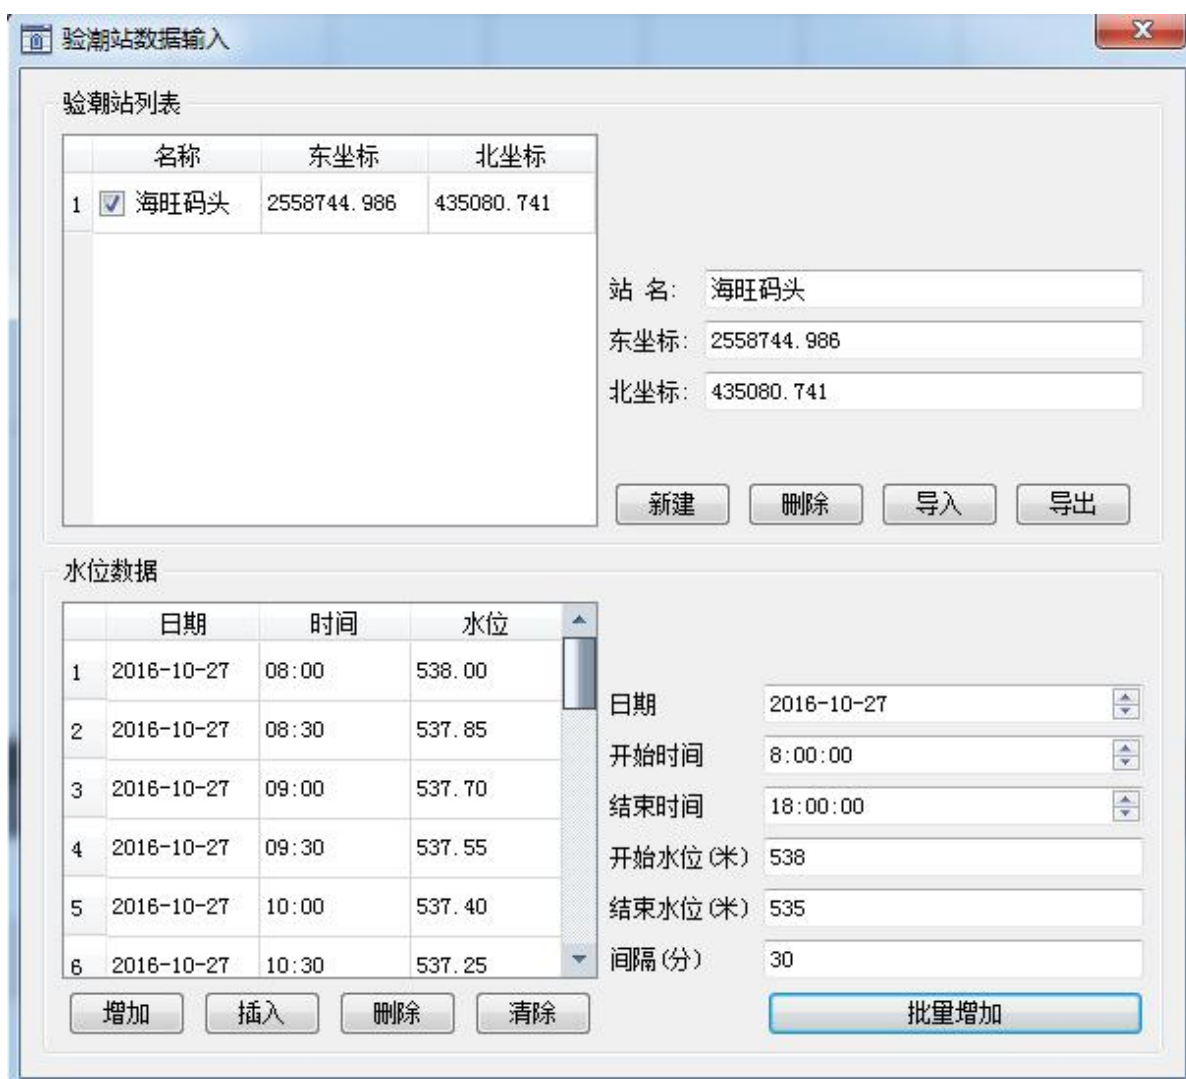 验潮站数据输入
验潮站列表
名称 东坐标 北坐标
1 海旺码头 2558744.986 435080.741
站 名: 海旺码头
东坐标: 2558744.986
北坐标: 435080.741
新建 删除 导入 导出
水位数据
日期 时间 水位
1 2016-10-27 08:00 538.00
2 2016-10-27 08:30 537.85
3 2016-10-27 09:00 537.70
4 2016-10-27 09:30 537.55
5 2016-10-27 10:00 537.40
6 2016-10-27 10:30 537.25
日期 2016-10-27
开始时间 8:00:00
结束时间 18:00:00
开始水位(米) 538
结束水位(米) 535
间隔(分) 30
增加 插入 删除 清除 批量增加